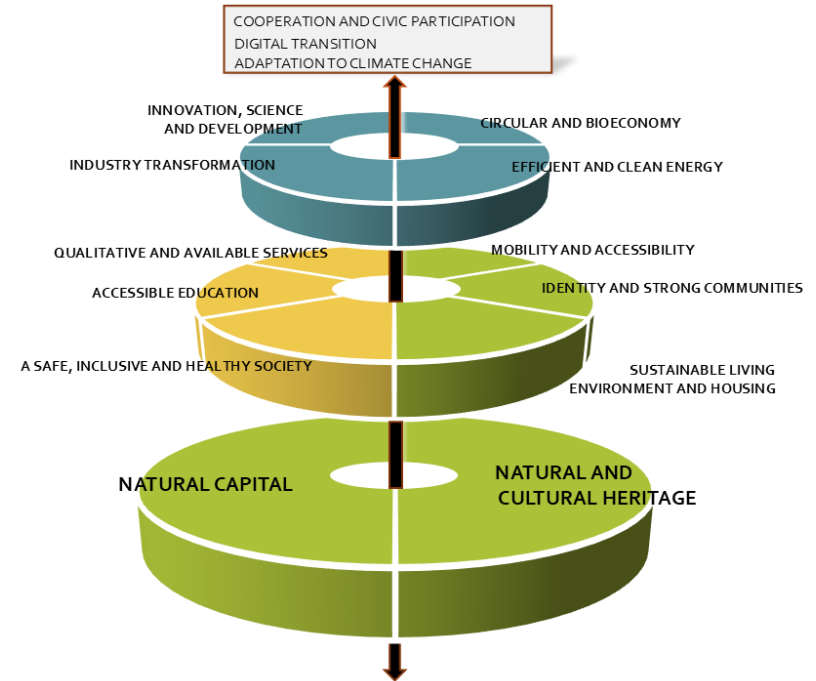 COOPERATION AND CIVIC PARTICIPATION
DIGITAL TRANSITION
ADAPTATION TO CLIMATE CHANGE
INNOVATION, SCIENCE
AND DEVELOPMENT
CIRCULAR AND BIOECONOMY
INDUSTRY TRANSFORMATION
EFFICIENT AND CLEAN ENERGY
QUALITATIVE AND AVAILABLE SERVICES
MOBILITY AND ACCESSIBILITY
ACCESSIBLE EDUCATION
IDENTITY AND STRONG COMMUNITIES
A SAFE, INCLUSIVE AND HEALTHY SOCIETY
SUSTAINABLE LIVING
ENVIRONMENT AND HOUSING
NATURAL CAPITAL
NATURAL AND
CULTURAL HERITAGE